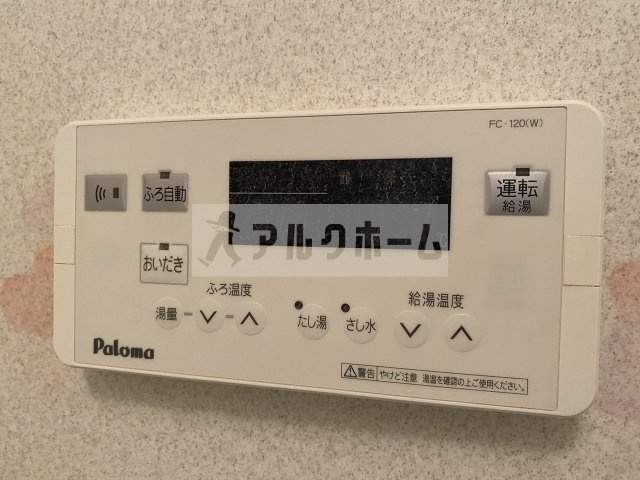 FC-120(W)
ふろ自動
運転
給湯
アルクホーム
おいだき
ふろ温度
湯量
たし湯
さし水
給湯温度
Paloma
警告 やけど注意 湯温を確認の上ご使用ください。